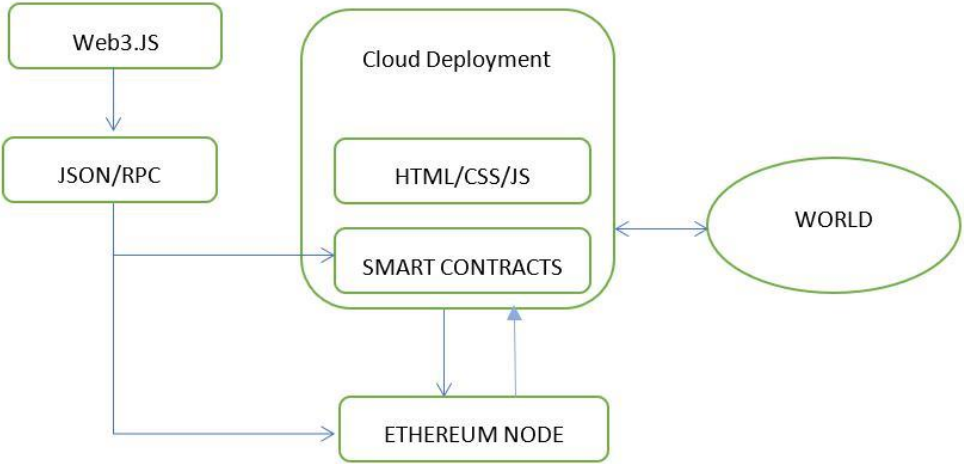 Web3.JS
Cloud Deployment
JSON/RPC
HTML/CSS/JS
WORLD
SMART CONTRACTS
ETHEREUM NODE